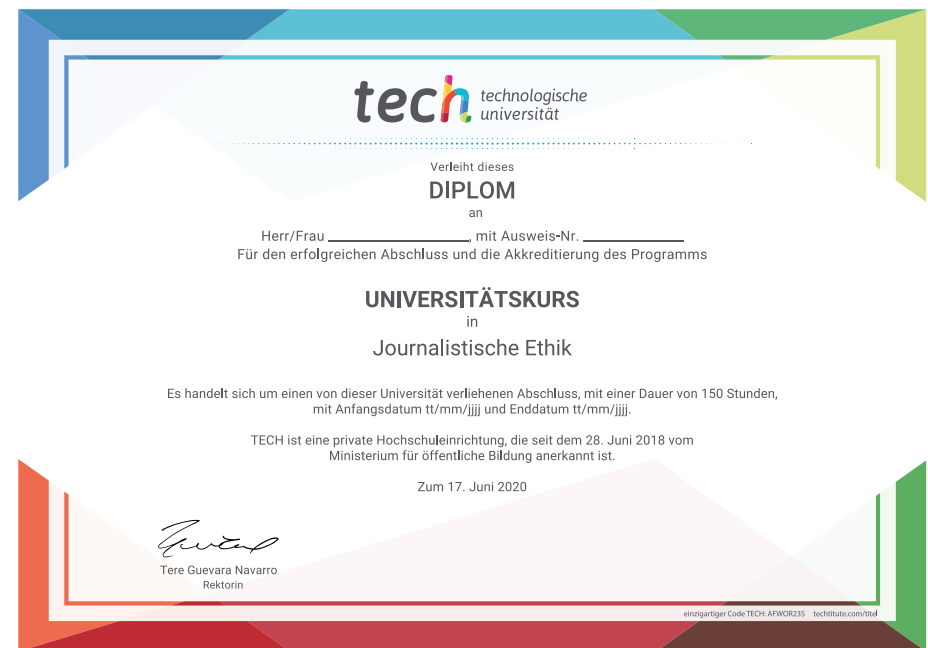 tech technologische
universität
Verleiht dieses
DIPLOM
an
Herr/Frau ____________________, mit Ausweis-Nr. ______________
Für den erfolgreichen Abschluss und die Akkreditierung des Programms
UNIVERSITÄTSKURS
in
Journalistische Ethik
Es handelt sich um einen von dieser Universität verliehenen Abschluss, mit einer Dauer von 150 Stunden,
mit Anfangsdatum tt/mm/jjjj und Enddatum tt/mm/jjjj.
TECH ist eine private Hochschuleinrichtung, die seit dem 28. Juni 2018 vom
Ministerium für öffentliche Bildung anerkannt ist.
Zum 17. Juni 2020
Tere Guevara Navarro
Rektorin
einzigartiger Code TECH: AFWOR23S techtitute.com/titel